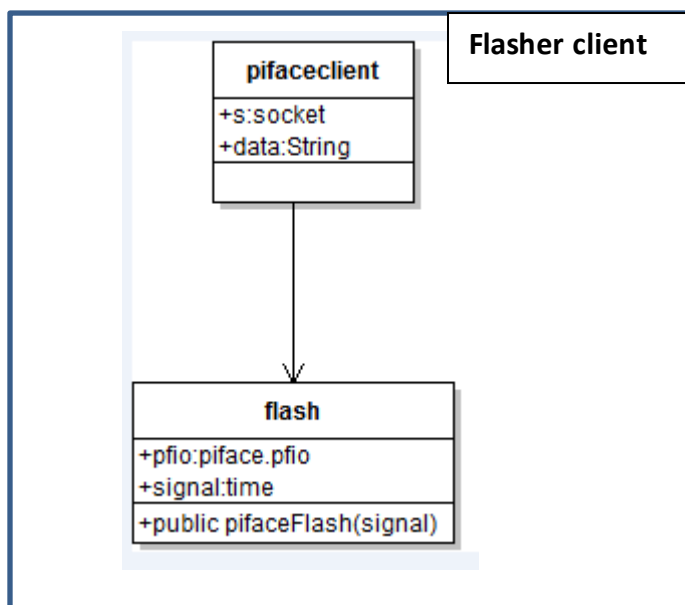 Flasher client
pifaceclient
+s:socket
+data:String
flash
+pfio:piface.pfio
+signal:time
+public pifaceFlash(signal)